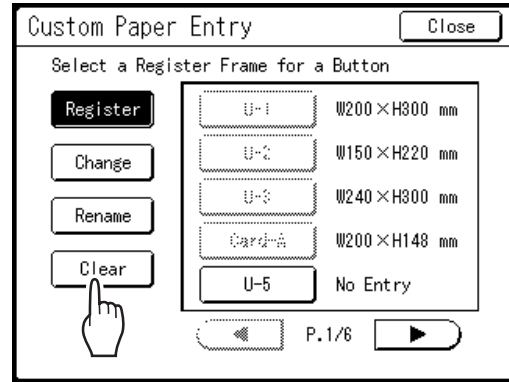 Custom Paper Entry Close
Select a Register Frame for a Button
Register U-1 W200×H300 mm
Change U-2 W150×H220 mm
Rename U-3 W240×H300 mm
Card-A W200×H148 mm
Clear U-5 No Entry
◀ P.1/6 ▶